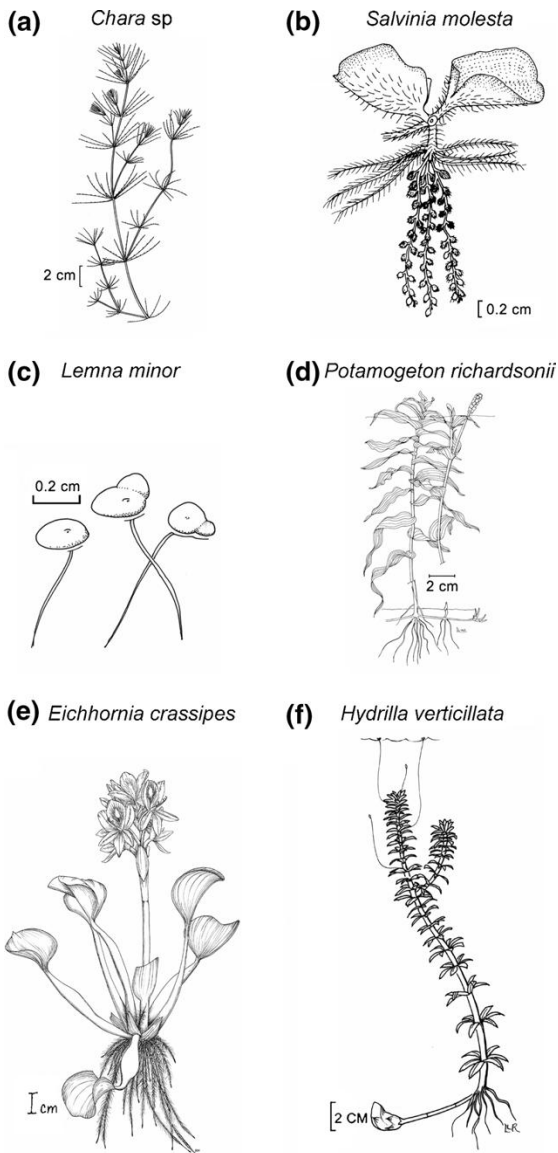 (a) Chara sp
2 cm
(b) Salvinia molesta
0.2 cm
(c) Lemna minor
0.2 cm
(d) Potamogeton richardsonii
2 cm
(e) Eichhornia crassipes
cm
(f) Hydrilla verticillata
2 CM